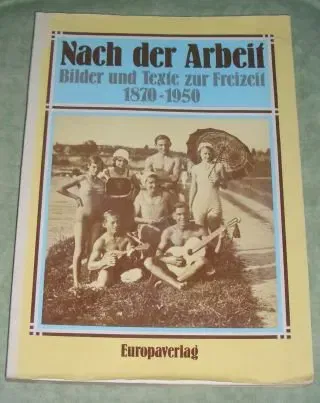 Nach der Arbeit
Bilder und Texte zur Freizeit
1870-1950
Europaverlag